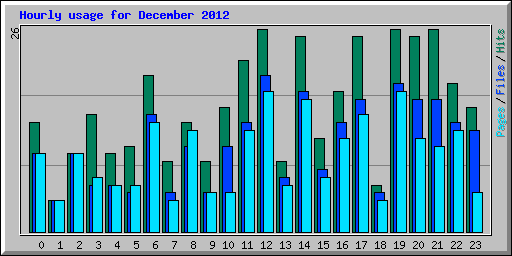 Hourly usage for December 2012
26
Pages/Files/Hits
0 1 2 3 4 5 6 7 8 9 10 11 12 13 14 15 16 17 18 19 20 21 22 23